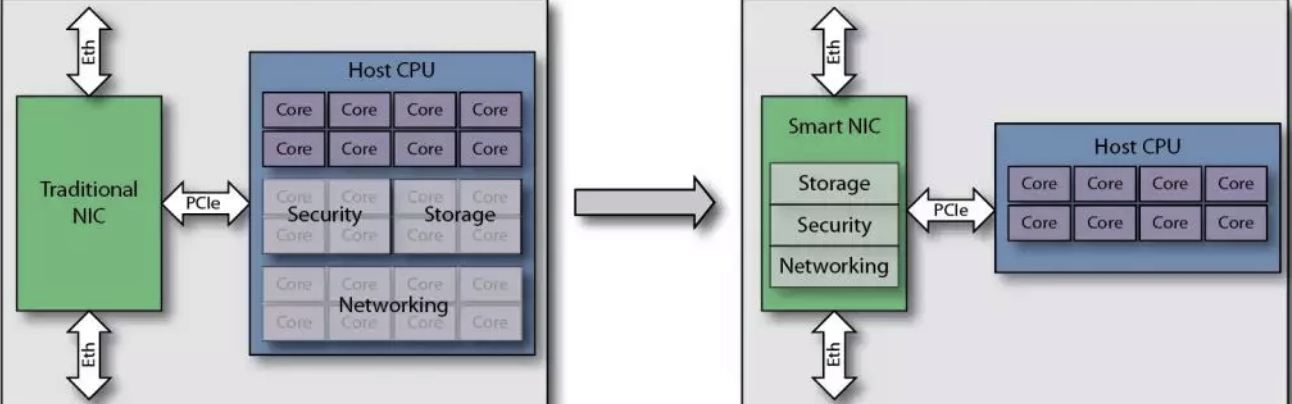 Eth
Traditional
NIC
Eth
PCIe
Host CPU
Core Core Core Core
Core Core Core Core
Core Core Core Core
Security Storage
Core Core Core Core
Core Core Core Core
Networking
Core Core Core Core
Eth
Smart NIC
Storage
Security
Networking
Eth
PCIe
Host CPU
Core Core Core Core
Core Core Core Core